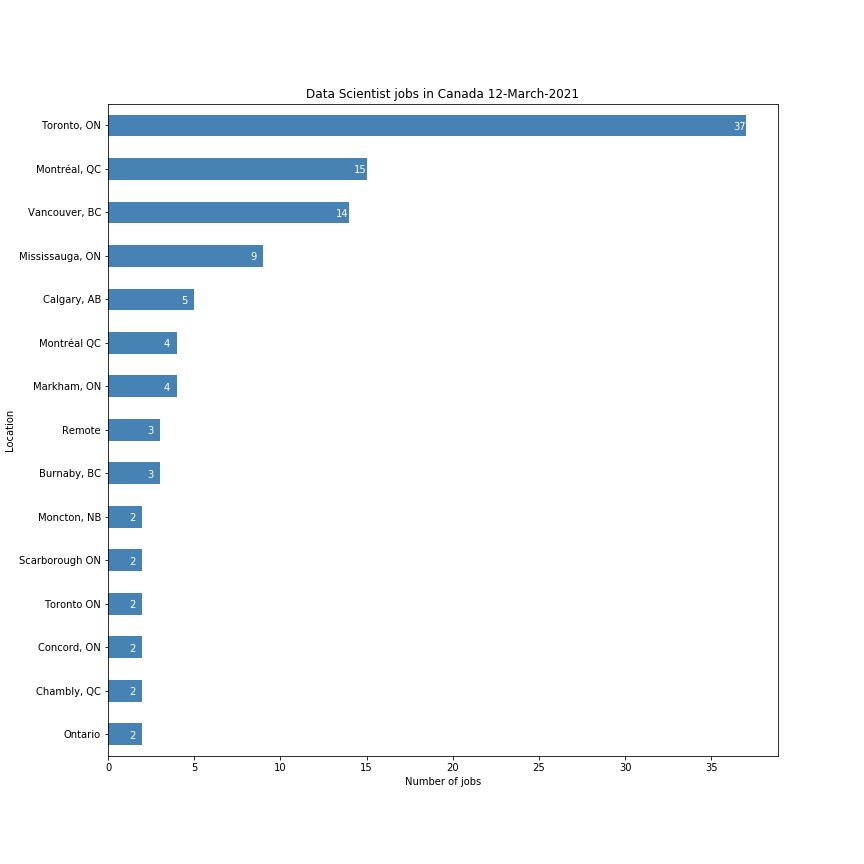 Data Scientist jobs in Canada 12-March-2021
Toronto, ON 37
Montréal, QC 15
Vancouver, BC 14
Mississauga, ON 9
Calgary, AB 5
Montréal QC 4
Markham, ON 4
Remote 3
Burnaby, BC 3
Moncton, NB 2
Scarborough ON 2
Toronto ON 2
Concord, ON 2
Chambly, QC 2
Ontario 2
Location
0 5 10 15 20 25 30 35
Number of jobs